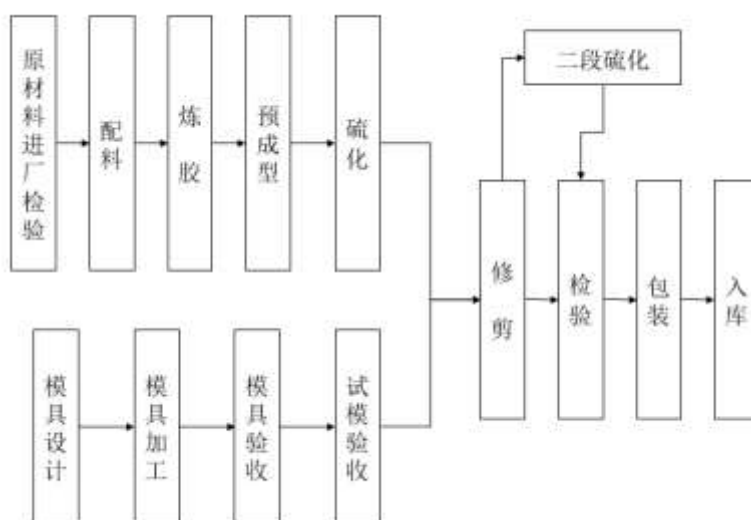 原材料进厂检验
配料
炼胶
预成型
硫化
二段硫化
修剪
检验
包装
入库
模具设计
模具加工
模具验收
试模验收